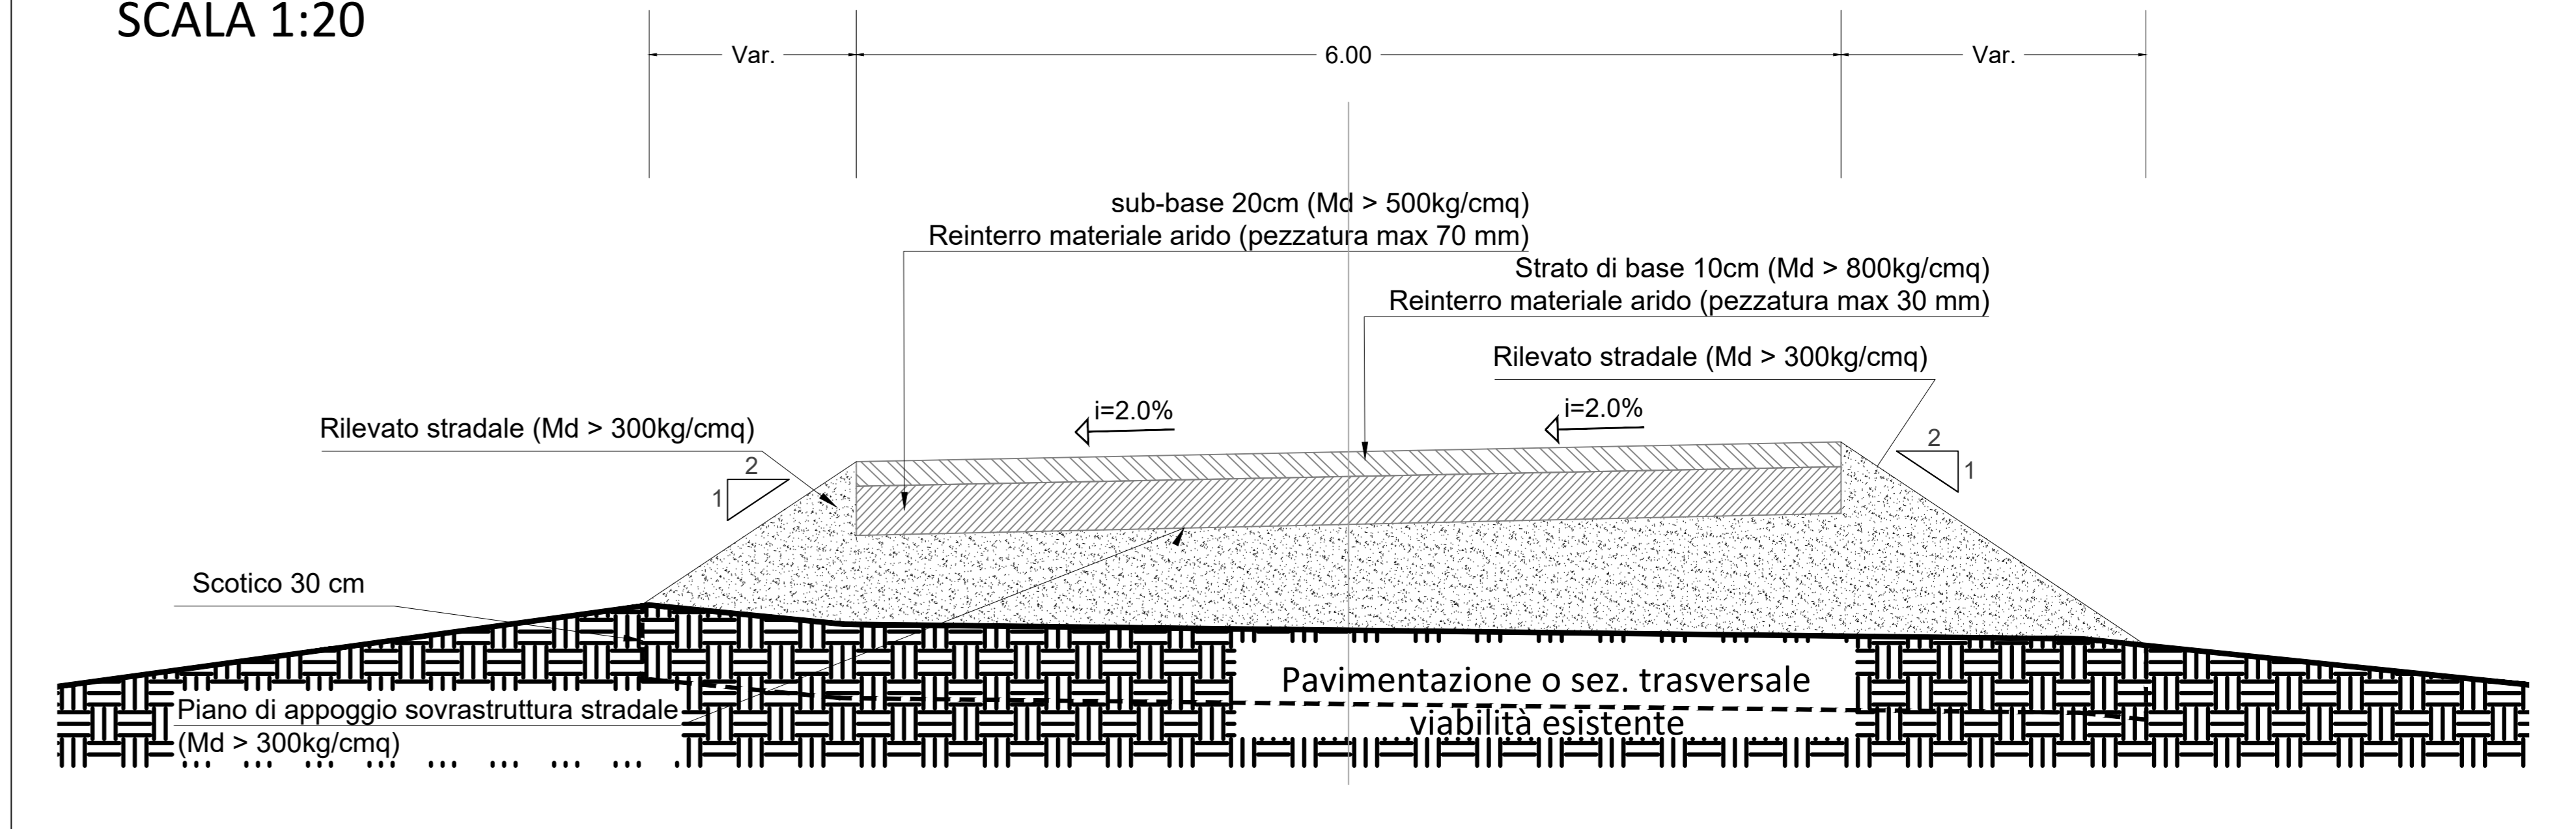 SCALA 1:20
Var.
6.00
Var.
sub-base 20cm (Md > 500kg/cmq)
Reinterro materiale arido (pezzatura max 70 mm)
Strato di base 10cm (Md > 800kg/cmq)
Reinterro materiale arido (pezzatura max 30 mm)
Rilevato stradale (Md > 300kg/cmq)
i=2.0%
i=2.0%
Rilevato stradale (Md > 300kg/cmq)
2
1
2
1
Scotico 30 cm
Pavimentazione o sez. trasversale
viabilità esistente
Piano di appoggio sovrastruttura stradale
(Md > 300kg/cmq)